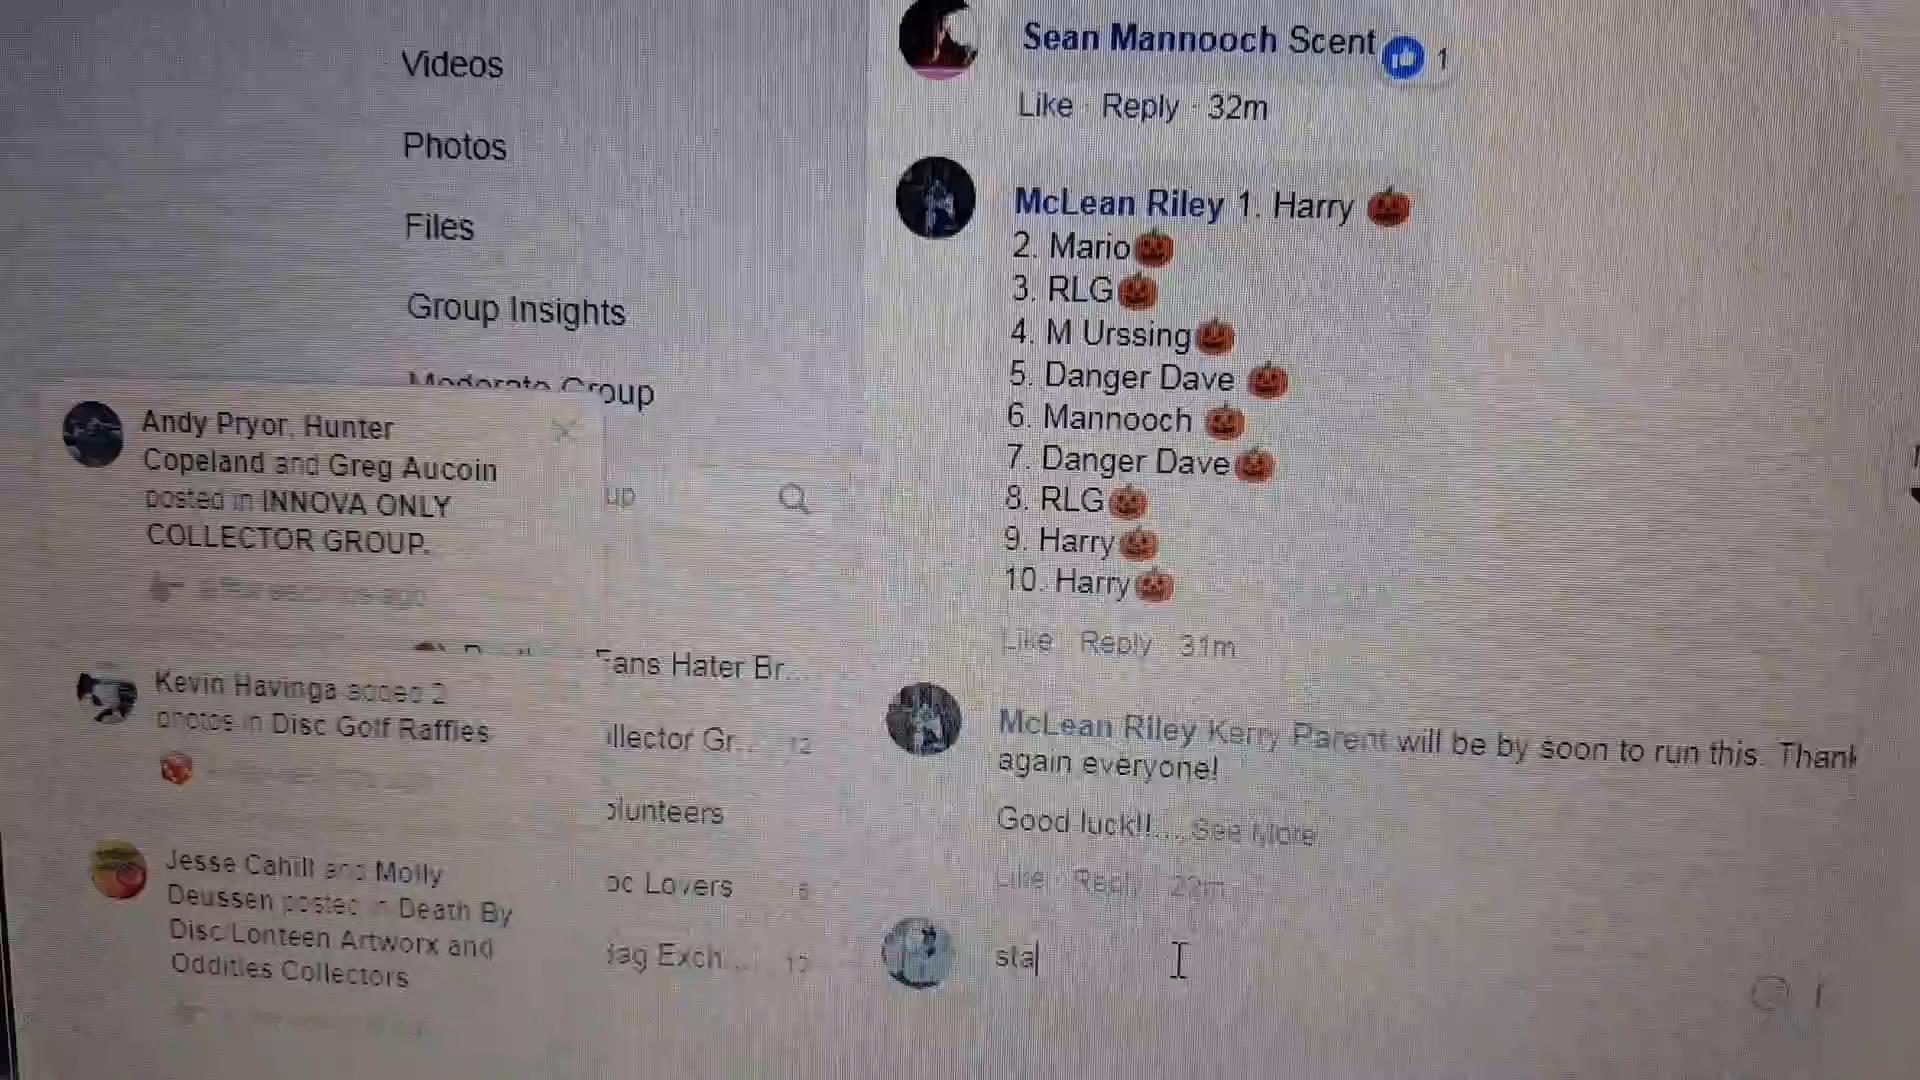 Videos
Photos
Files
Group Insights
Moderate Group
Andy Pryor, Hunter
Copeland and Greg Aucoin
posted in INNOVA ONLY
COLLECTOR GROUP.
up
Kevin Havinga added 2
photos in Disc Golf Raffles
Jesse Cahill and Molly
Deussen posted in Death By
Disc/Lonteen Artworx and
Oddities Collectors
Fans Hater Br...
llector Gr... 12
olunteers
oc Lovers
Bag Exch...
Sean Mannooch Scent 1
Like · Reply · 32m
McLean Riley 1. Harry 🎃
2. Mario🎃
3. RLG🎃
4. M Urssing🎃
5. Danger Dave 🎃
6. Mannooch 🎃
7. Danger Dave🎃
8. RLG🎃
9. Harry🎃
10. Harry🎃
Like Reply 31m
McLean Riley Kerry Parent will be by soon to run this. Thank
again everyone!
Good luck!!... See More
Like · Reply
sta